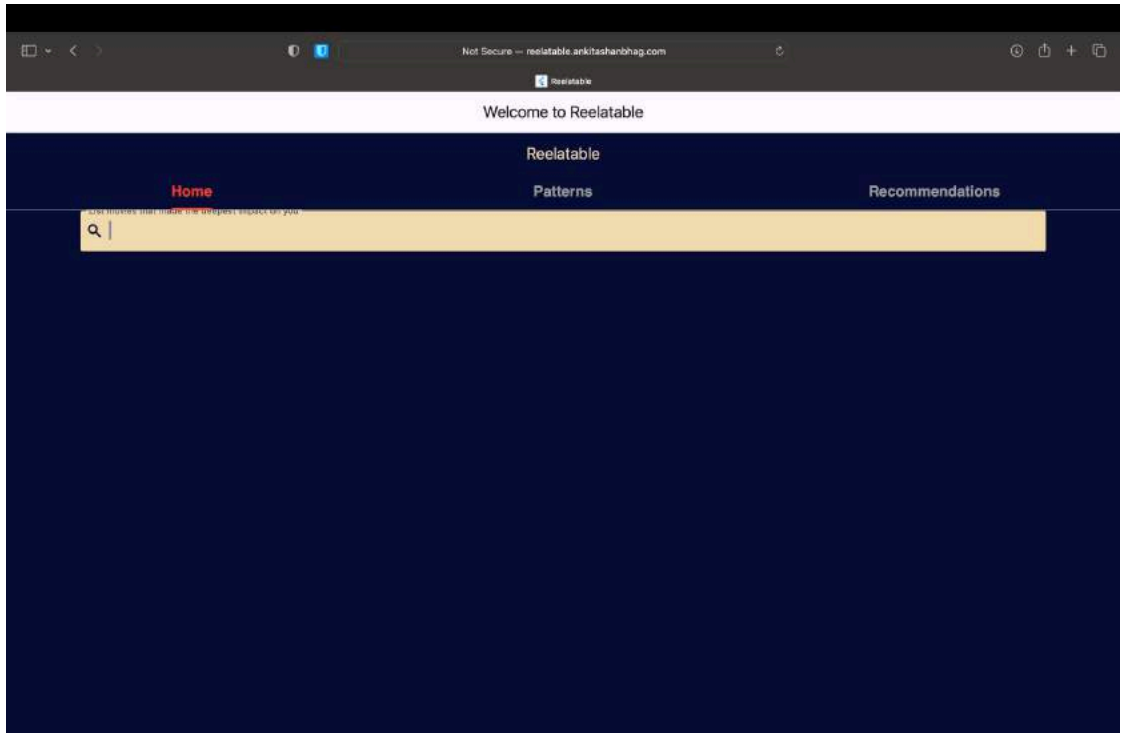 Not Secure — reelatable.ankitashanbhag.com
Reelatable
Welcome to Reelatable
Reelatable
Home Patterns Recommendations
List movies that made the deepest impact on you